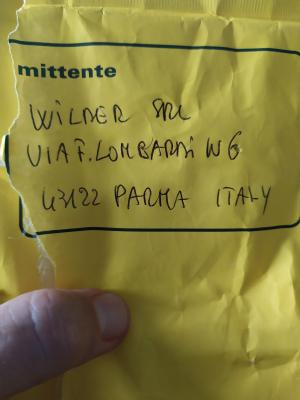 mittente
WILDER SRL
VIA F. LOMBARDI N 6
43122 PARMA ITALY